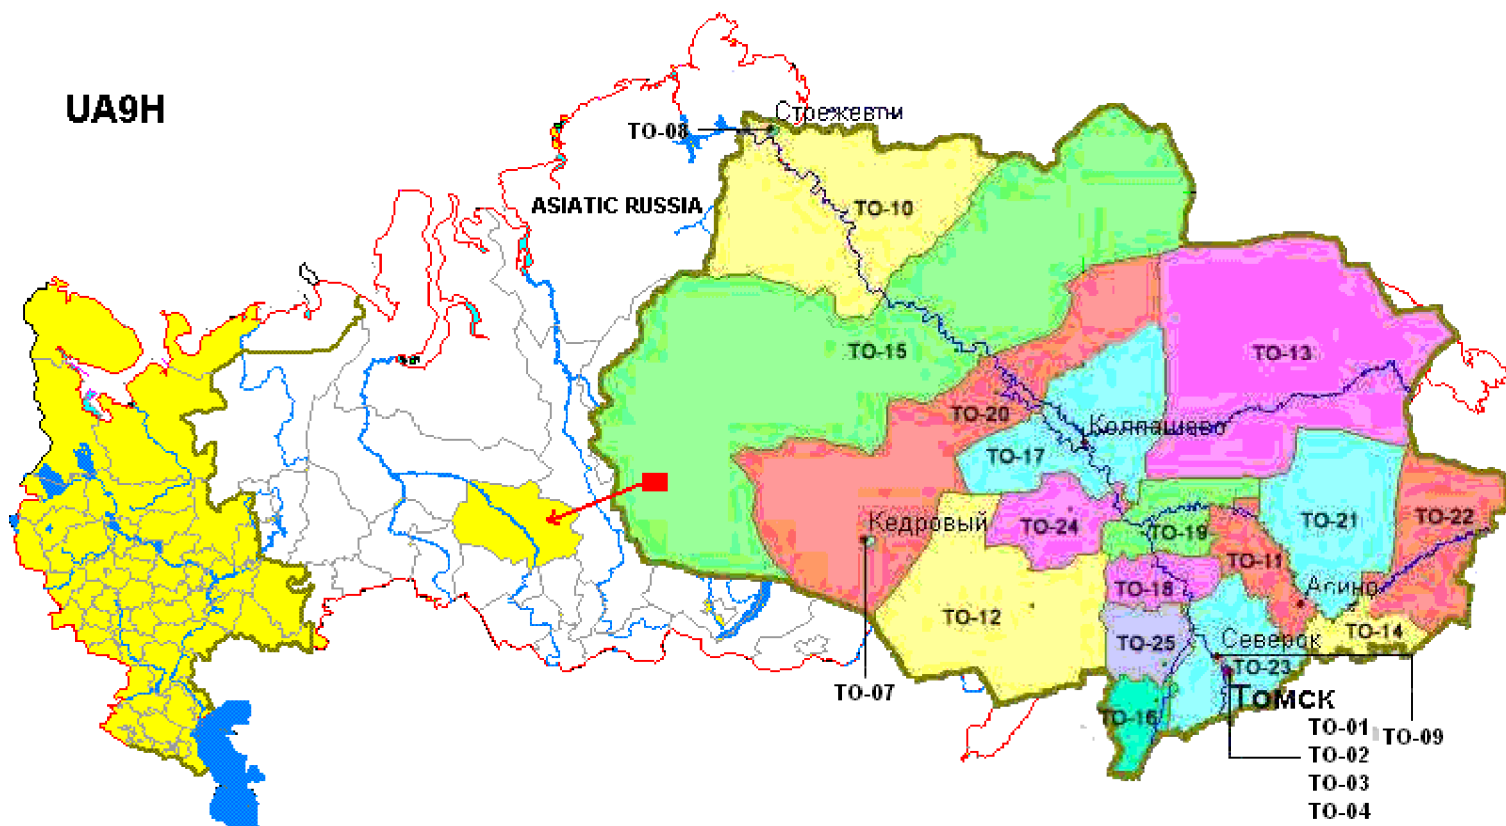 UA9H
Стрежевти
TO-08
ASIATIC RUSSIA
TO-10
TO-15
TO-13
TO-20
Колпашево
TO-17
Кедровый
TO-24
TO-19
TO-21
TO-22
TO-11
TO-18
Асино
TO-12
TO-25
Северск
TO-14
TO-23
TO-07
Томск
TO-16
TO-01
TO-09
TO-02
TO-03
TO-04